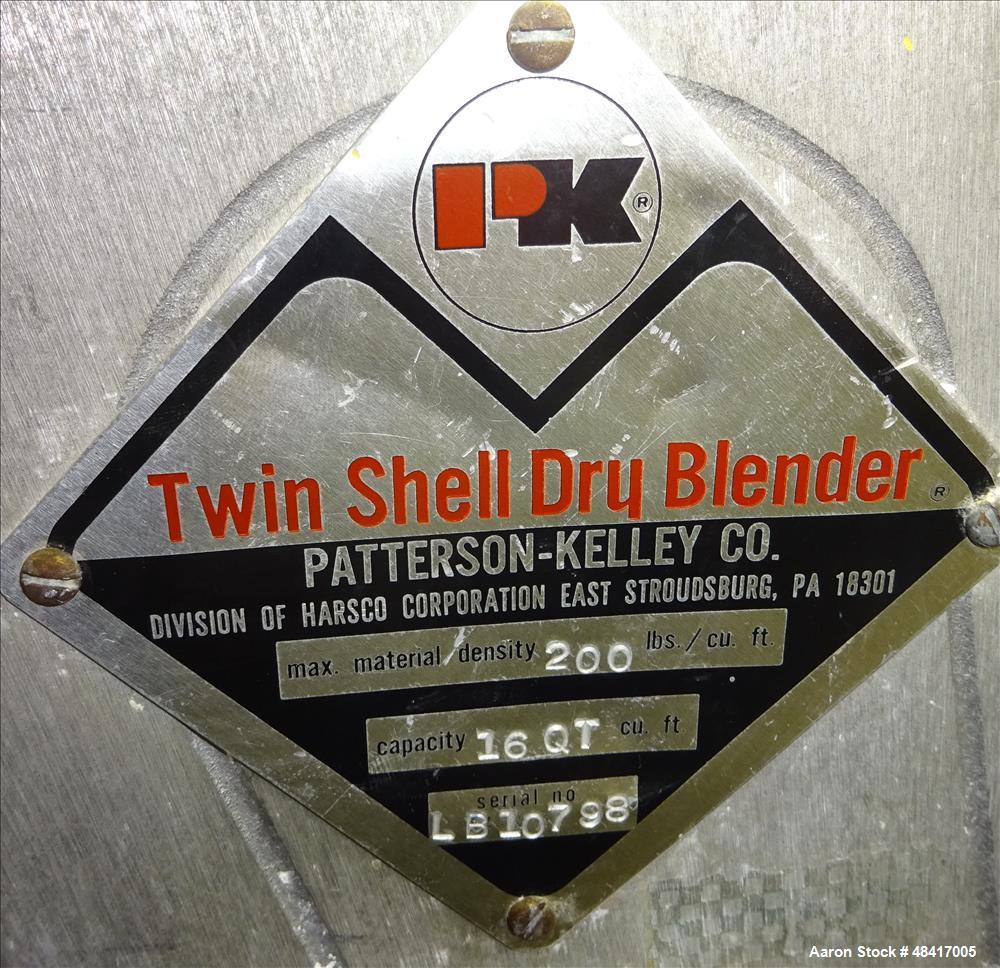 PK®
Twin Shell Dry Blender®
PATTERSON-KELLEY CO.
DIVISION OF HARSCO CORPORATION EAST STROUDSBURG, PA 18301
max. material density 200 lbs./cu. ft.
capacity 16 QT cu. ft.
serial no
LB10798
Aaron Stock # 48417005